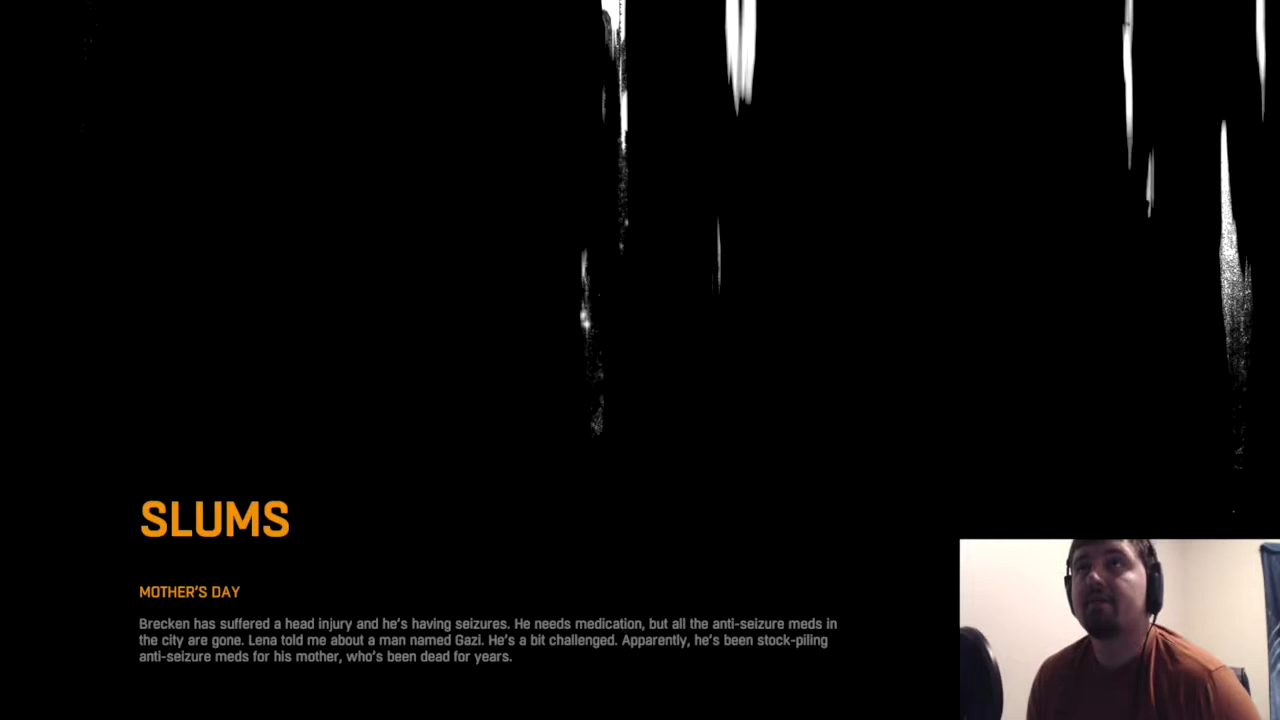 SLUMS
MOTHER'S DAY
Brecken has suffered a head injury and he's having seizures. He needs medication, but all the anti-seizure meds in
the city are gone. Lena told me about a man named Gazi. He's a bit challenged. Apparently, he's been stock-piling
anti-seizure meds for his mother, who's been dead for years.